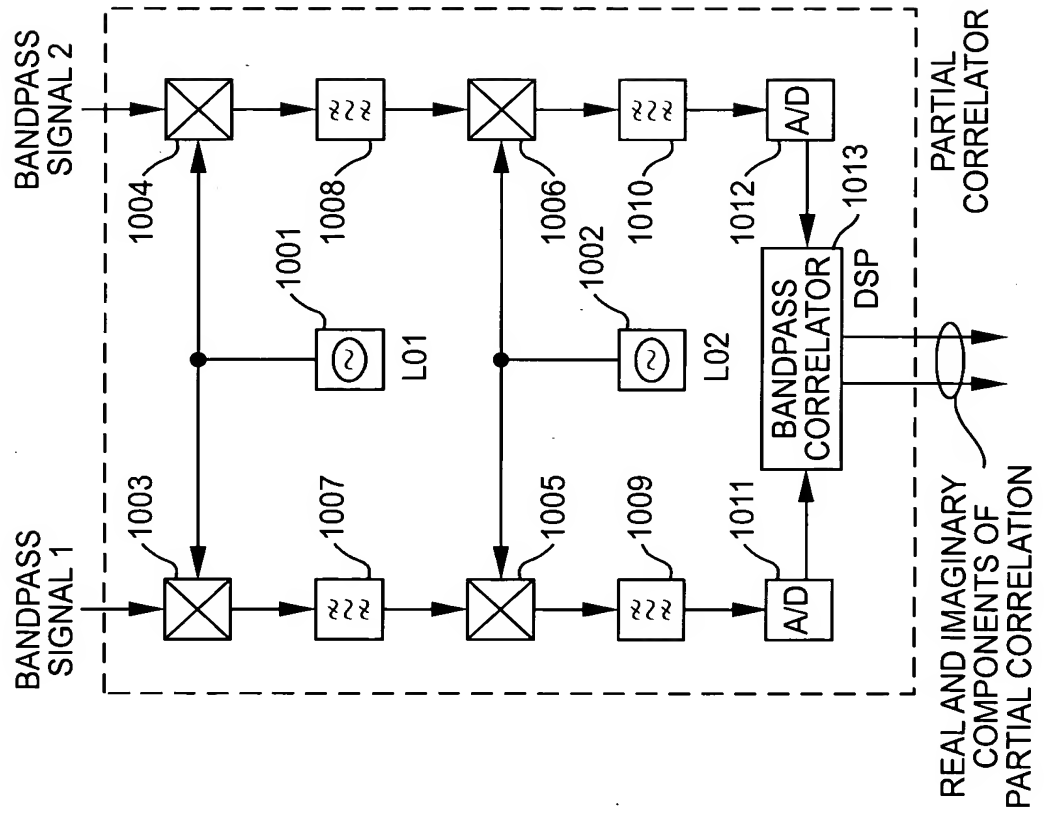 BANDPASS
SIGNAL 1
BANDPASS
SIGNAL 2
1003
1004
1001
L01
1007
1008
1005
1006
1002
L02
1009
1010
1011
A/D
1012
A/D
BANDPASS
CORRELATOR
1013
DSP
PARTIAL
CORRELATOR
REAL AND IMAGINARY
COMPONENTS OF
PARTIAL CORRELATION